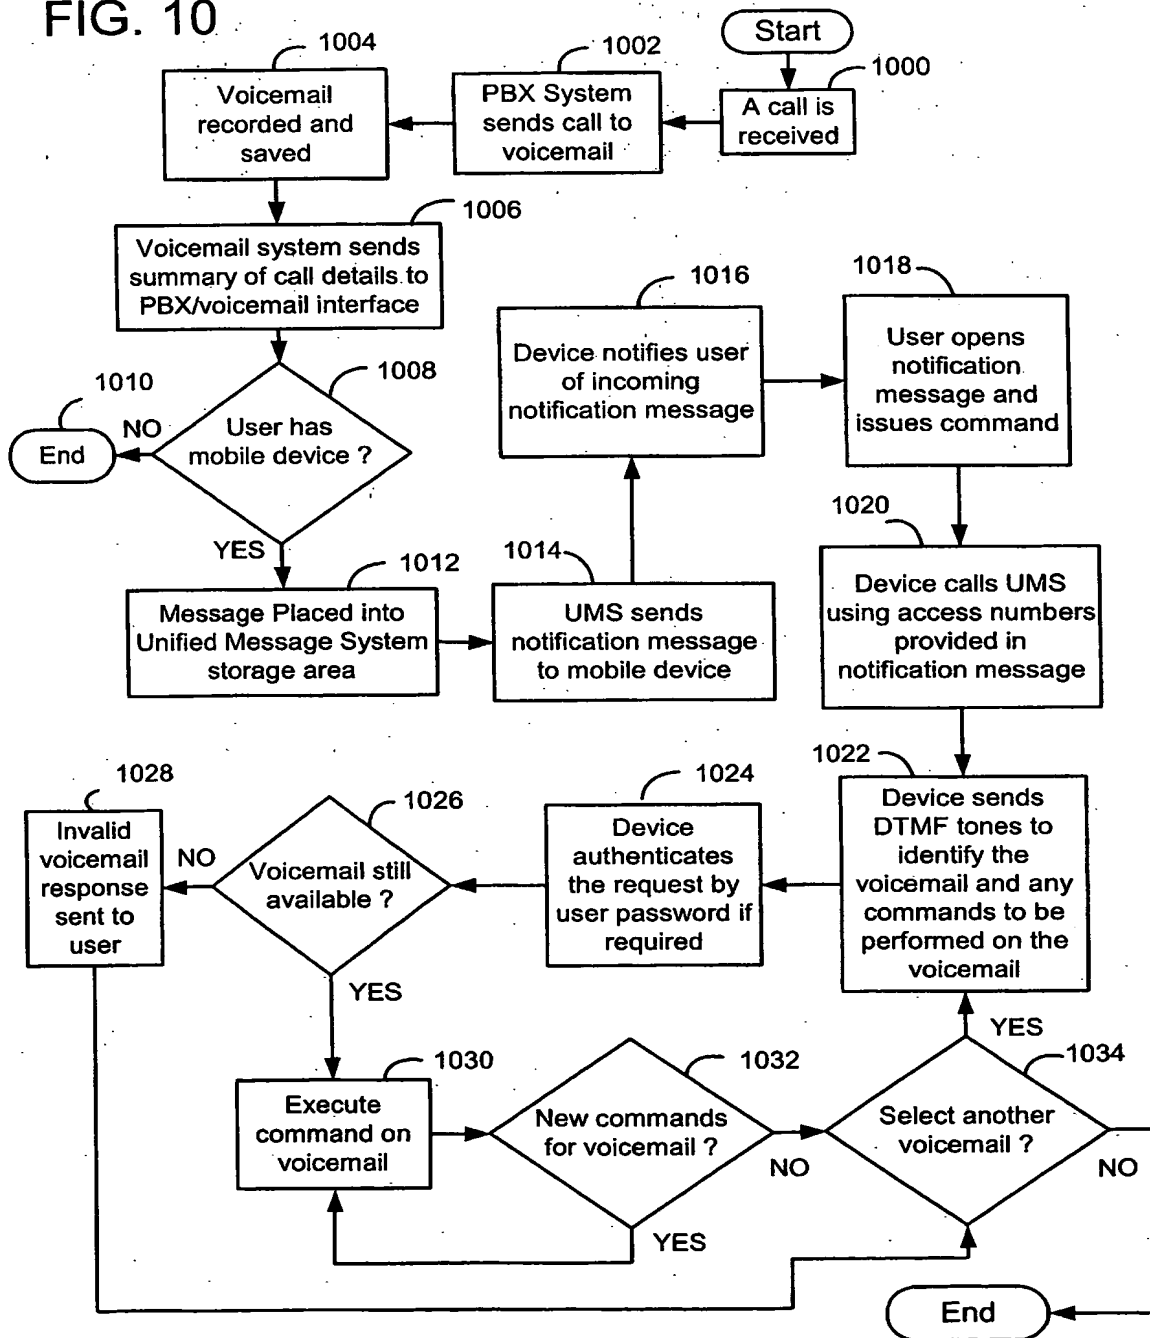 FIG. 10
Start
1000
A call is
received
1002
PBX System
sends call to
voicemail
1004
Voicemail
recorded and
saved
1006
Voicemail system sends
summary of call details to
PBX/voicemail interface
1008
User has
mobile device ?
NO
1010
End
YES
1012
Message Placed into
Unified Message System
storage area
1014
UMS sends
notification message
to mobile device
1016
Device notifies user
of incoming
notification message
1018
User opens
notification
message and
issues command
1020
Device calls UMS
using access numbers
provided in
notification message
1022
Device sends
DTMF tones to
identify the
voicemail and any
commands to be
performed on the
voicemail
1024
Device
authenticates
the request by
user password if
required
1026
Voicemail still
available ?
NO
1028
Invalid
voicemail
response
sent to
user
YES
1030
Execute
command on
voicemail
1032
New commands
for voicemail ?
YES
NO
1034
Select another
voicemail ?
YES
NO
End